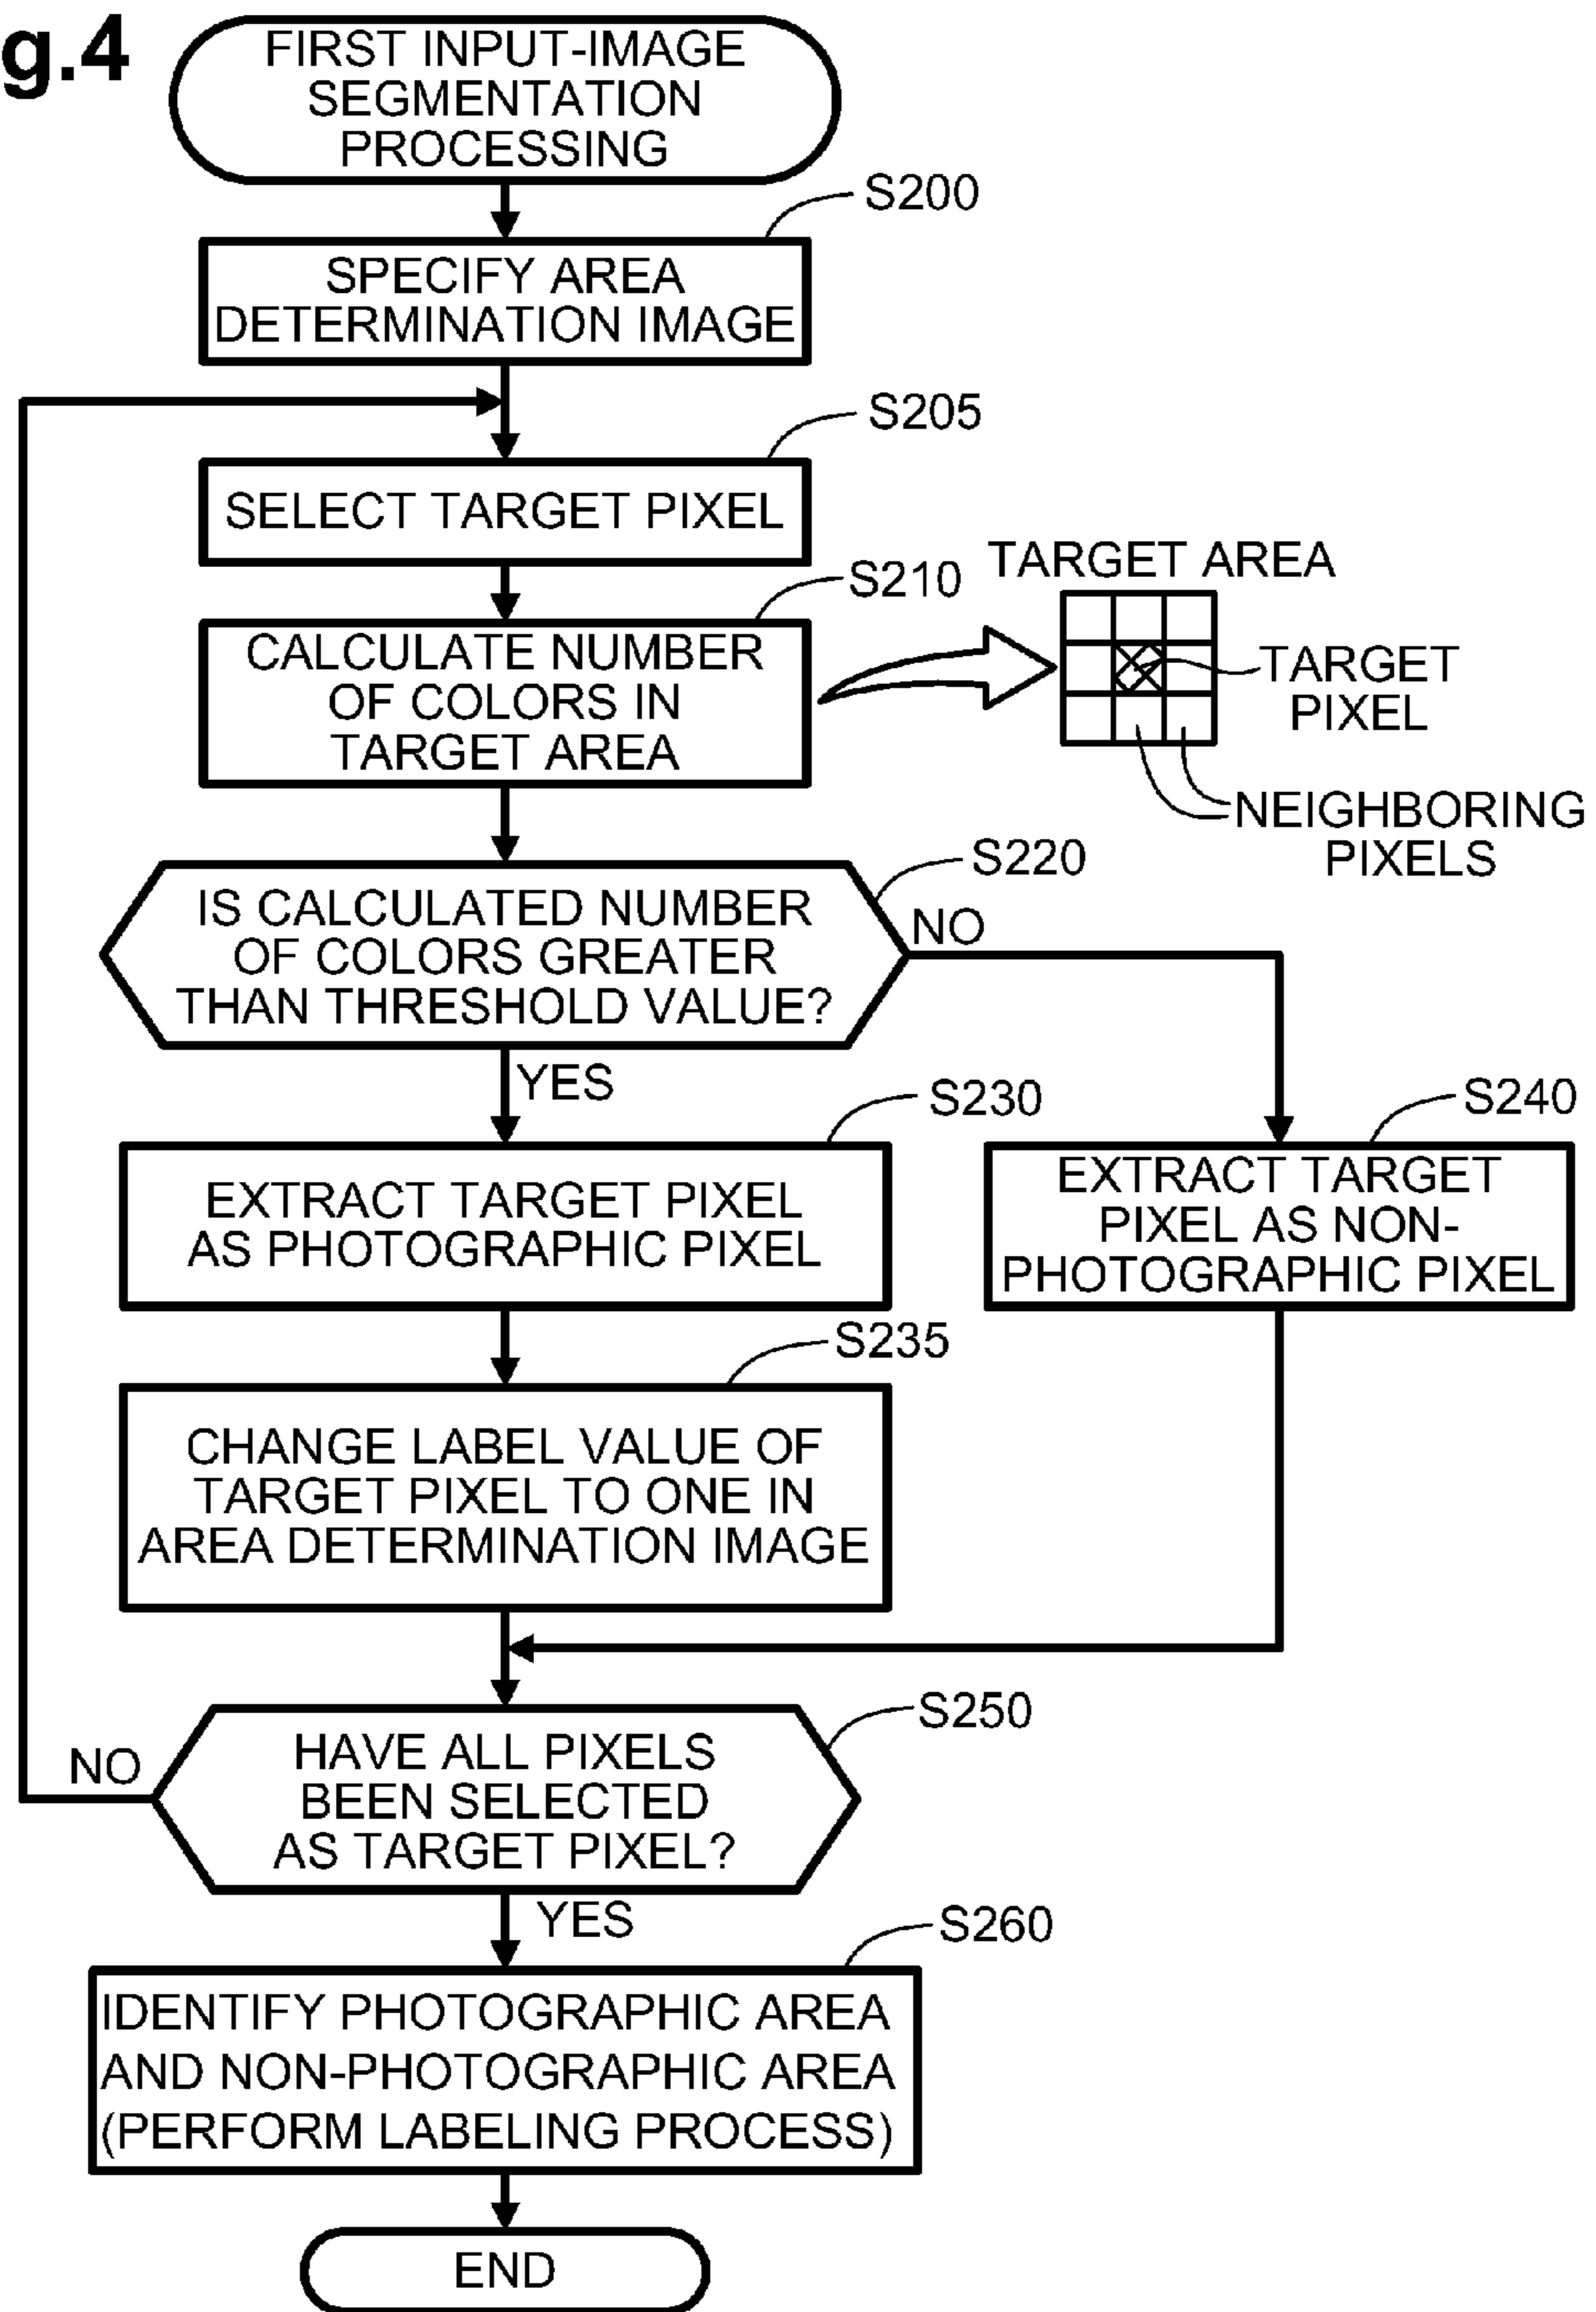 g.4
FIRST INPUT-IMAGE
SEGMENTATION
PROCESSING
S200
SPECIFY AREA
DETERMINATION IMAGE
S205
SELECT TARGET PIXEL
S210
CALCULATE NUMBER
OF COLORS IN
TARGET AREA
TARGET AREA
TARGET
PIXEL
NEIGHBORING
PIXELS
S220
IS CALCULATED NUMBER
OF COLORS GREATER
THAN THRESHOLD VALUE?
NO
YES
S230
EXTRACT TARGET PIXEL
AS PHOTOGRAPHIC PIXEL
S240
EXTRACT TARGET
PIXEL AS NON-
PHOTOGRAPHIC PIXEL
S235
CHANGE LABEL VALUE OF
TARGET PIXEL TO ONE IN
AREA DETERMINATION IMAGE
S250
HAVE ALL PIXELS
BEEN SELECTED
AS TARGET PIXEL?
NO
YES
S260
IDENTIFY PHOTOGRAPHIC AREA
AND NON-PHOTOGRAPHIC AREA
(PERFORM LABELING PROCESS)
END